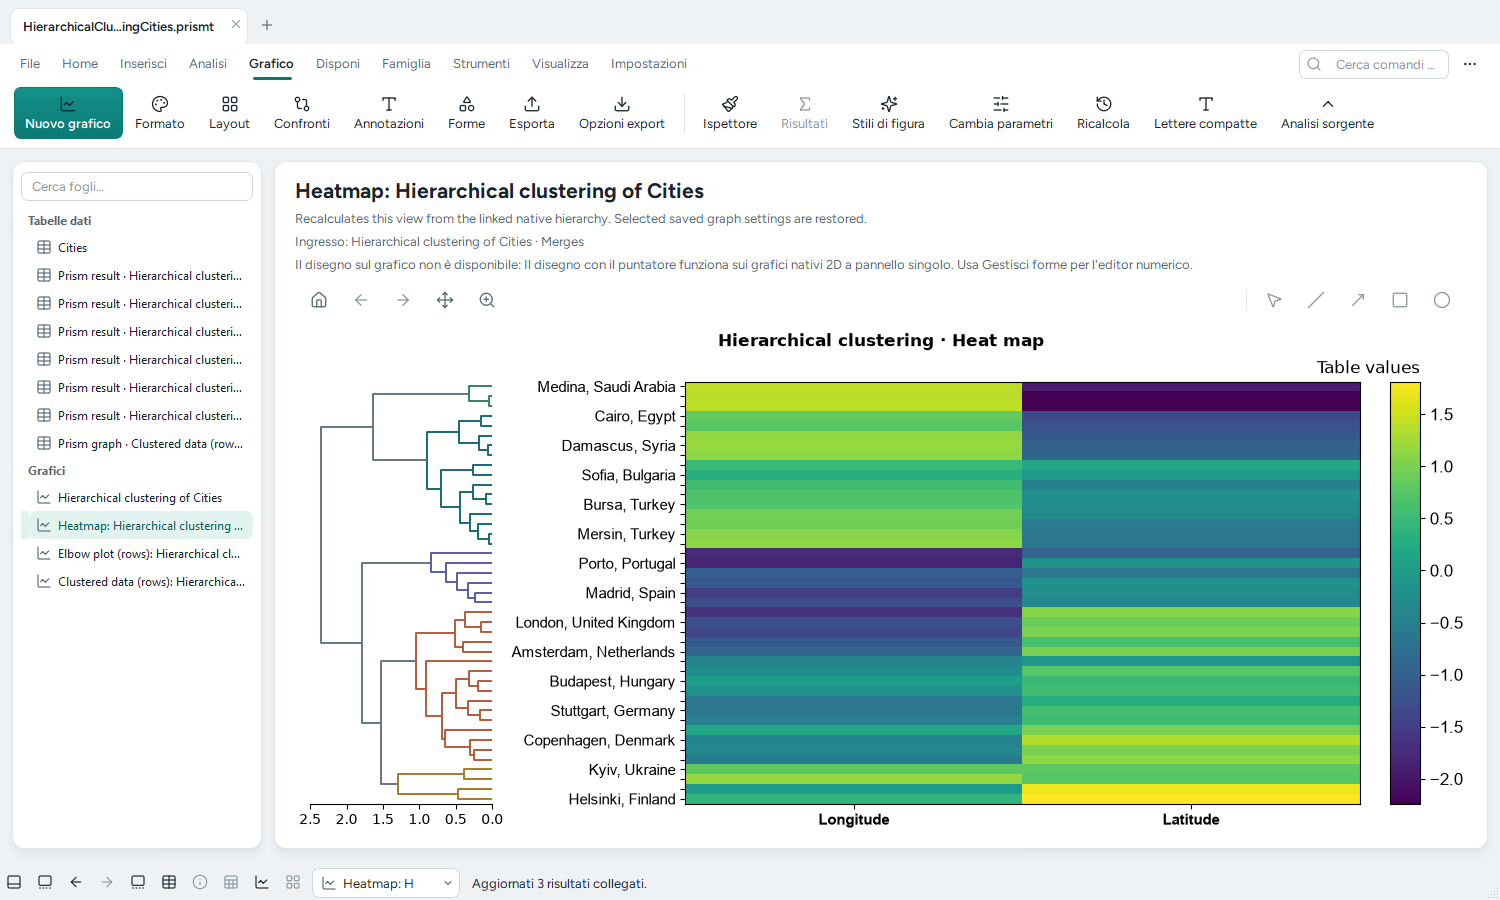 HierarchicalClu...ingCities.prismt
File Home Inserisci Analisi Grafico Disponi Famiglia Strumenti Visualizza Impostazioni
Cerca comandi ...
Nuovo grafico Formato Layout Confronti Annotazioni Forme Esporta Opzioni export Ispettore Risultati Stili di figura Cambia parametri Ricalcola Lettere compatte Analisi sorgente
Cerca fogli...
Tabelle dati
Cities
Prism result · Hierarchical clusteri...
Prism result · Hierarchical clusteri...
Prism result · Hierarchical clusteri...
Prism result · Hierarchical clusteri...
Prism result · Hierarchical clusteri...
Prism result · Hierarchical clusteri...
Prism graph · Clustered data (row...
Grafici
Hierarchical clustering of Cities
Heatmap: Hierarchical clustering ...
Elbow plot (rows): Hierarchical cl...
Clustered data (rows): Hierarchica...
Heatmap: Hierarchical clustering of Cities
Recalculates this view from the linked native hierarchy. Selected saved graph settings are restored.
Ingresso: Hierarchical clustering of Cities · Merges
Il disegno sul grafico non è disponibile: Il disegno con il puntatore funziona sui grafici nativi 2D a pannello singolo. Usa Gestisci forme per l'editor numerico.
Hierarchical clustering · Heat map
Table values
Medina, Saudi Arabia
Cairo, Egypt
Damascus, Syria
Sofia, Bulgaria
Bursa, Turkey
Mersin, Turkey
Porto, Portugal
Madrid, Spain
London, United Kingdom
Amsterdam, Netherlands
Budapest, Hungary
Stuttgart, Germany
Copenhagen, Denmark
Kyiv, Ukraine
Helsinki, Finland
1.5
1.0
0.5
0.0
−0.5
−1.0
−1.5
−2.0
2.5 2.0 1.5 1.0 0.5 0.0
Longitude Latitude
Heatmap: H
Aggiornati 3 risultati collegati.